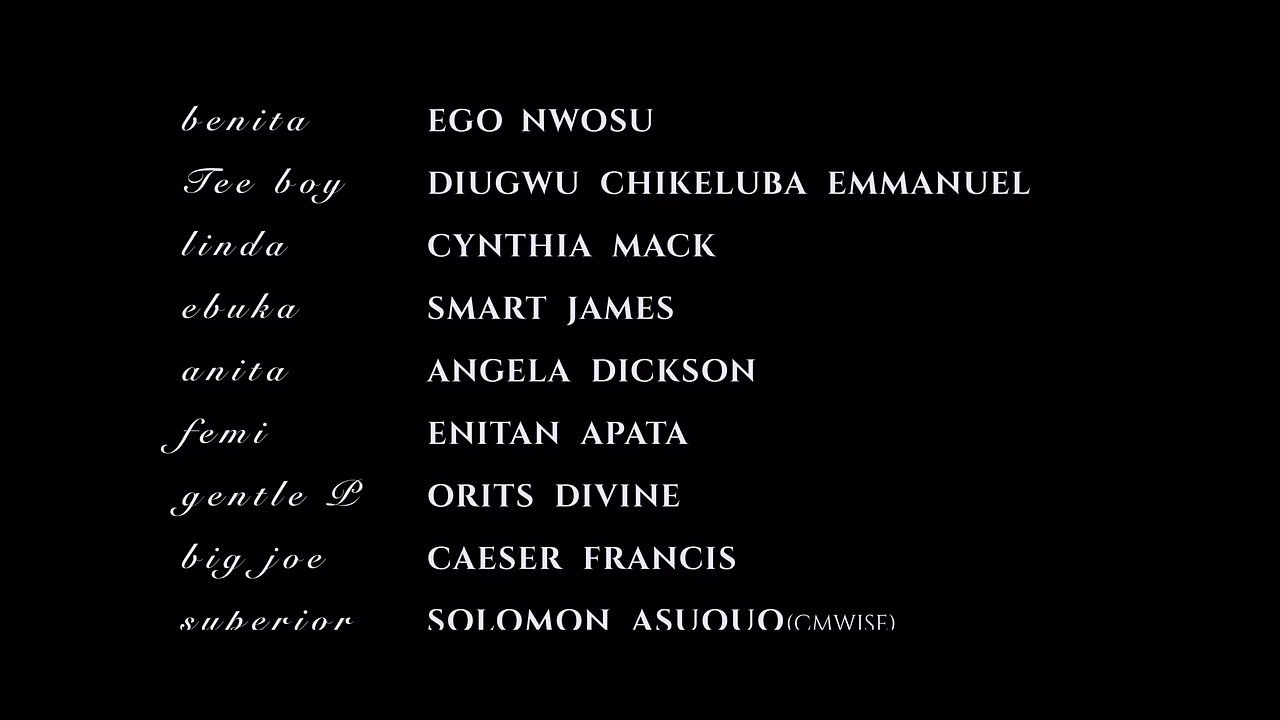 benita EGO NWOSU
Tee boy DIUGWU CHIKELUBA EMMANUEL
linda CYNTHIA MACK
ebuka SMART JAMES
anita ANGELA DICKSON
femi ENITAN APATA
gentle P ORITS DIVINE
big joe CAESER FRANCIS
superior SOLOMON ASUQUO(CMWISE)